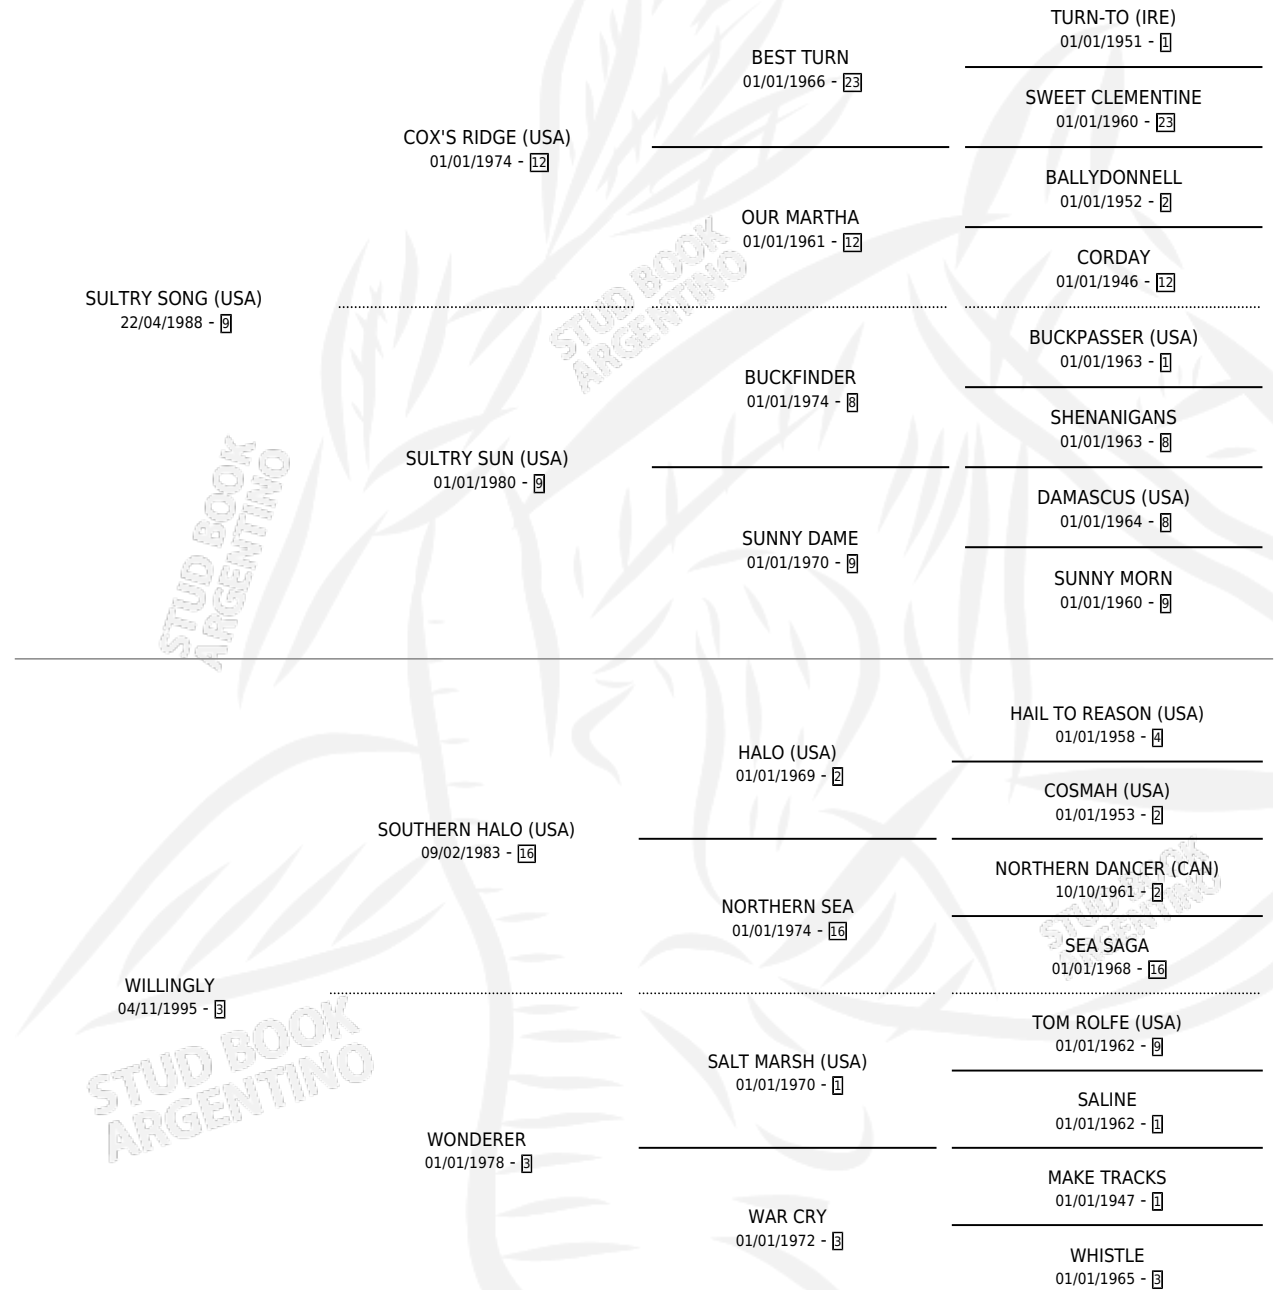 TURN-TO (IRE)
01/01/1951 - 1
BEST TURN
01/01/1966 - 23
SWEET CLEMENTINE
01/01/1960 - 23
COX'S RIDGE (USA)
01/01/1974 - 12
BALLYDONNELL
01/01/1952 - 2
OUR MARTHA
01/01/1961 - 12
CORDAY
01/01/1946 - 12
SULTRY SONG (USA)
22/04/1988 - 9
BUCKPASSER (USA)
01/01/1963 - 1
BUCKFINDER
01/01/1974 - 8
SHENANIGANS
01/01/1963 - 8
SULTRY SUN (USA)
01/01/1980 - 9
DAMASCUS (USA)
01/01/1964 - 8
SUNNY DAME
01/01/1970 - 9
SUNNY MORN
01/01/1960 - 9
HAIL TO REASON (USA)
01/01/1958 - 4
HALO (USA)
01/01/1969 - 2
COSMAH (USA)
01/01/1953 - 2
SOUTHERN HALO (USA)
09/02/1983 - 16
NORTHERN DANCER (CAN)
10/10/1961 - 2
NORTHERN SEA
01/01/1974 - 16
SEA SAGA
01/01/1968 - 16
WILLINGLY
04/11/1995 - 3
TOM ROLFE (USA)
01/01/1962 - 9
SALT MARSH (USA)
01/01/1970 - 1
SALINE
01/01/1962 - 1
WONDERER
01/01/1978 - 3
MAKE TRACKS
01/01/1947 - 1
WAR CRY
01/01/1972 - 3
WHISTLE
01/01/1965 - 3
STUD BOOK
ARGENTINO
STUD BOOK
ARGENTINO
STUD BOOK
ARGENTINO
STUD BOOK
ARGENTINO